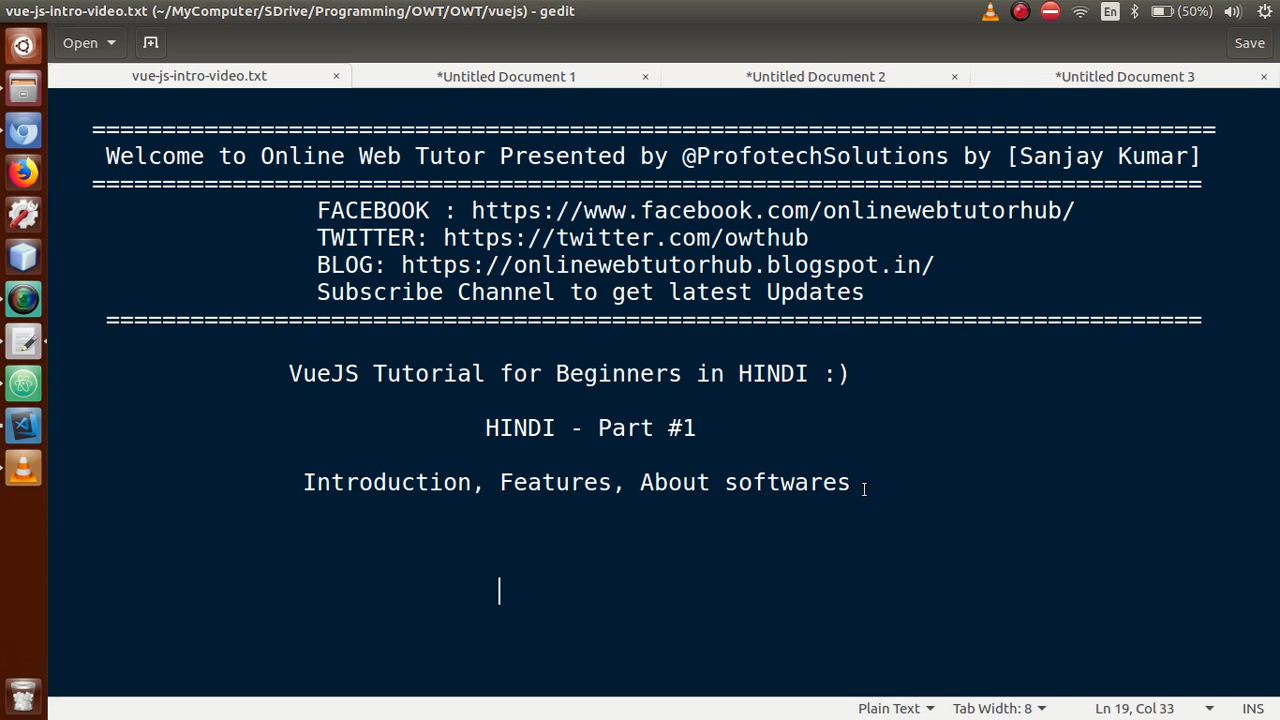 vue-js-intro-video.txt (~/MyComputer/SDrive/Programming/OWT/OWT/vuejs) - gedit
En
(50%)
Open
Save
vue-js-intro-video.txt ×
*Untitled Document 1 ×
*Untitled Document 2 ×
*Untitled Document 3 ×
================================================================================
Welcome to Online Web Tutor Presented by @ProfotechSolutions by [Sanjay Kumar]
===============================================================================
FACEBOOK : https://www.facebook.com/onlinewebtutorhub/
TWITTER: https://twitter.com/owthub
BLOG: https://onlinewebtutorhub.blogspot.in/
Subscribe Channel to get latest Updates
==============================================================================
VueJS Tutorial for Beginners in HINDI :)
HINDI - Part #1
Introduction, Features, About softwares
Plain Text
Tab Width: 8
Ln 19, Col 33
INS